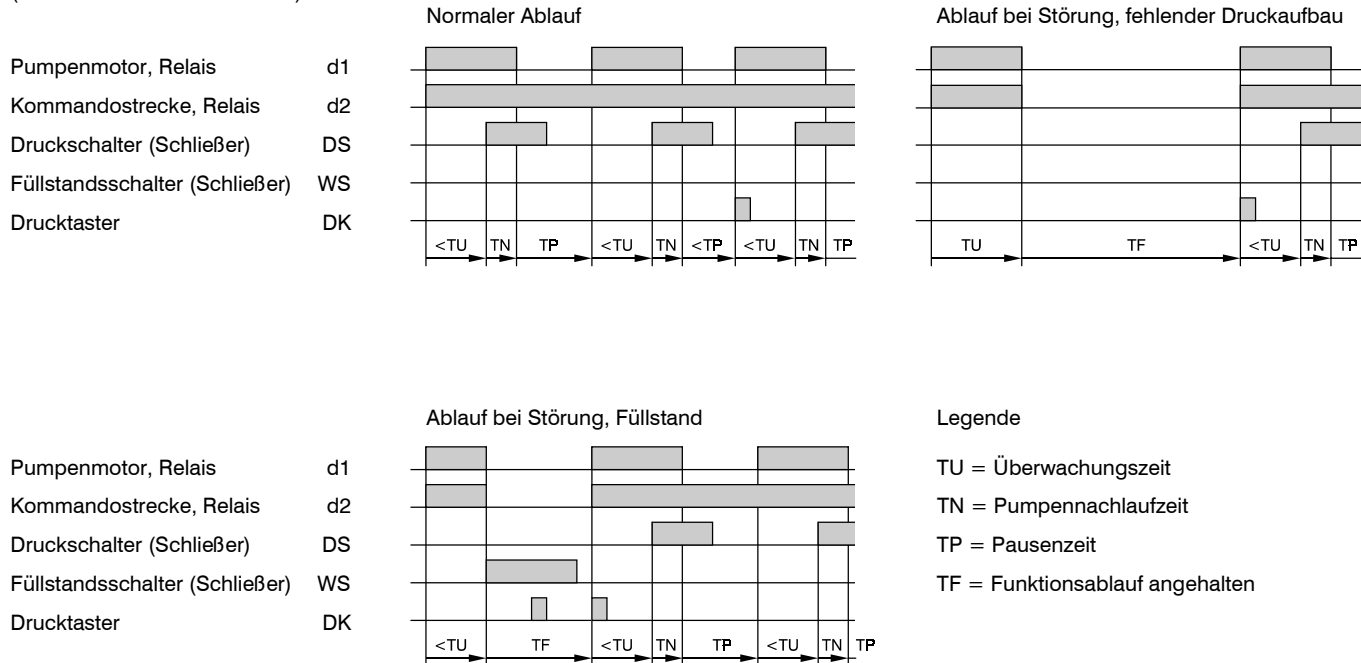 Normaler Ablauf
Ablauf bei Störung, fehlender Druckaufbau
Pumpenmotor, Relais d1
Kommandostrecke, Relais d2
Druckschalter (Schließer) DS
Füllstandsschalter (Schließer) WS
Drucktaster DK
<TU TN TP <TU TN <TP <TU TN TP
TU TF <TU TN TP
Ablauf bei Störung, Füllstand
Legende
Pumpenmotor, Relais d1
Kommandostrecke, Relais d2
Druckschalter (Schließer) DS
Füllstandsschalter (Schließer) WS
Drucktaster DK
<TU TF <TU TN TP <TU TN TP
TU = Überwachungszeit
TN = Pumpennachlaufzeit
TP = Pausenzeit
TF = Funktionsablauf angehalten